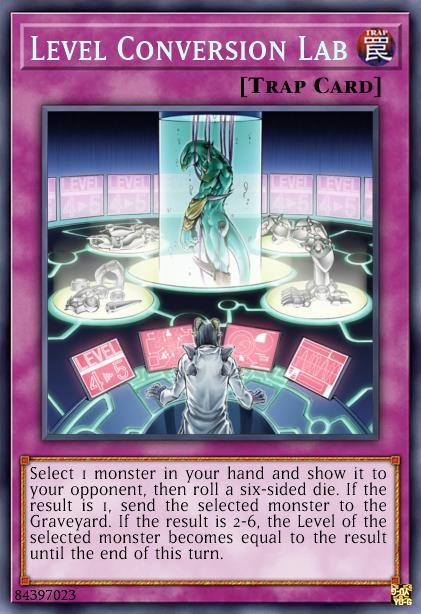 LEVEL CONVERSION LAB
TRAP
罠
[TRAP CARD]
LEVEL
LEVEL
LEVEL
4▶5
Select 1 monster in your hand and show it to
your opponent, then roll a six-sided die. If the
result is 1, send the selected monster to the
Graveyard. If the result is 2-6, the Level of the
selected monster becomes equal to the result
until the end of this turn.
84397023